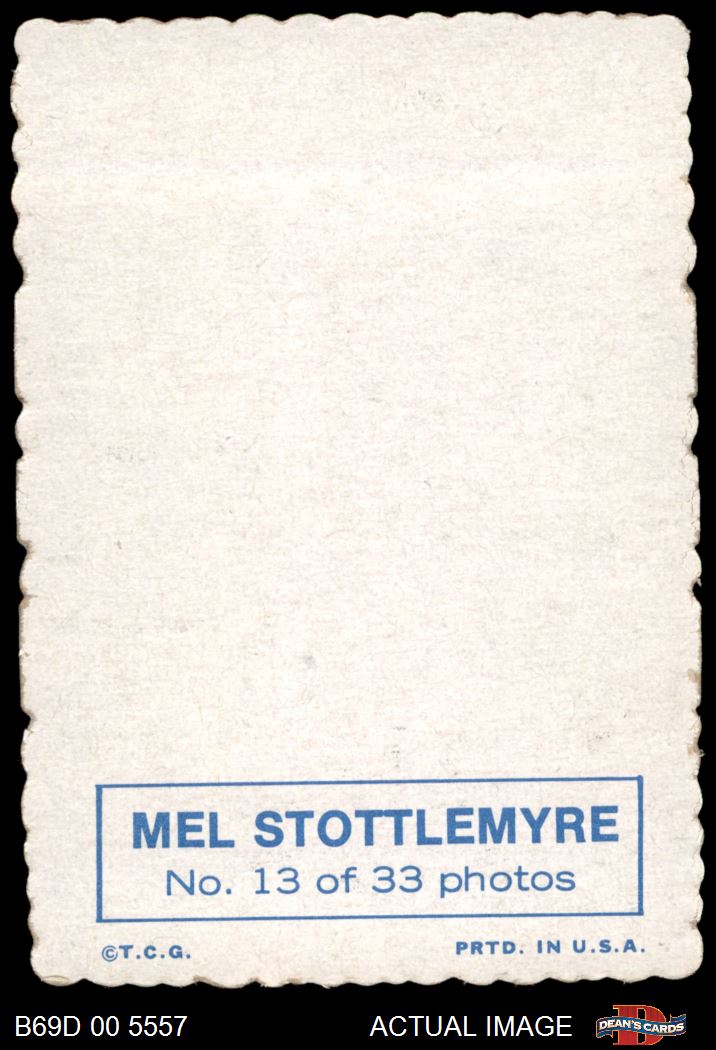 MEL STOTTLEMYRE
No. 13 of 33 photos
©T.C.G.
PRTD. IN U.S.A.
B69D 00 5557
ACTUAL IMAGE
D
DEAN'S CARDS